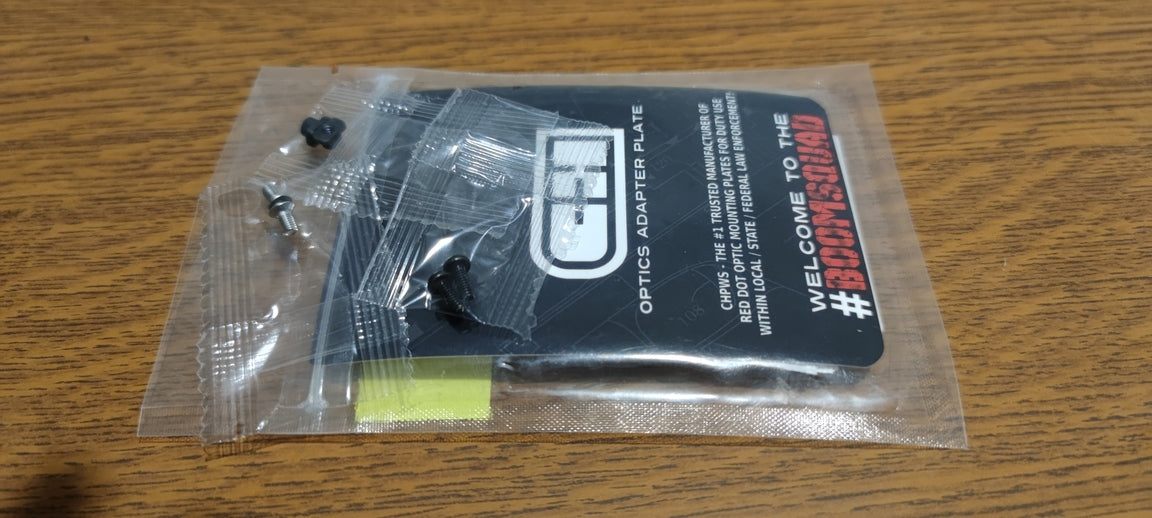 OPTICS ADAPTER PLATE
CHPWS - THE #1 TRUSTED MANUFACTURER OF
RED DOT OPTIC MOUNTING PLATES FOR DUTY USE
WITHIN LOCAL / STATE / FEDERAL LAW ENFORCEMENT!
WELCOME TO THE
#BOOMSQUAD